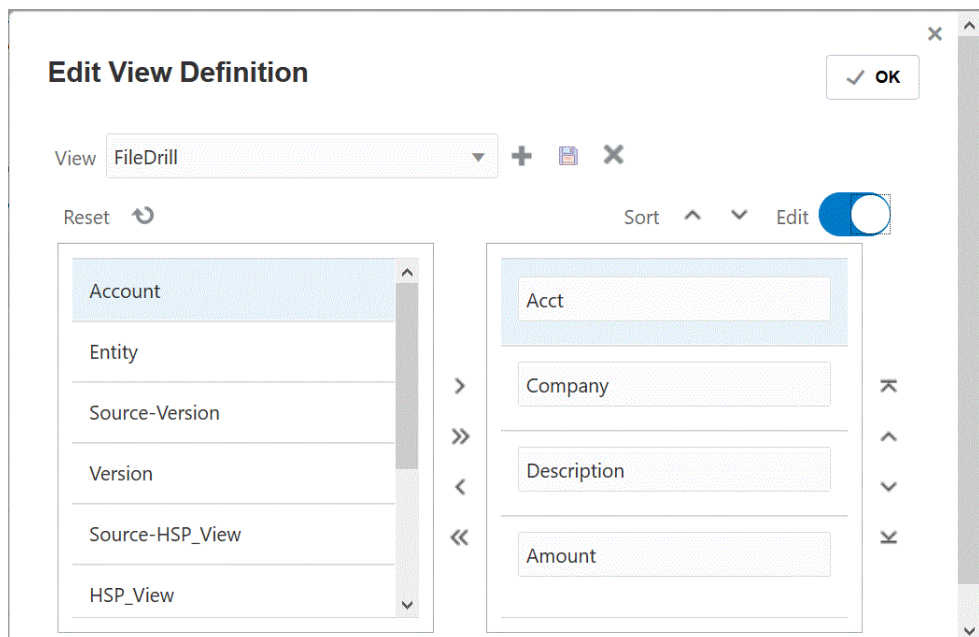 Edit View Definition
OK
View FileDrill
Reset Sort Edit
Account
Entity
Source-Version
Version
Source-HSP_View
HSP_View
Acct
Company
Description
Amount